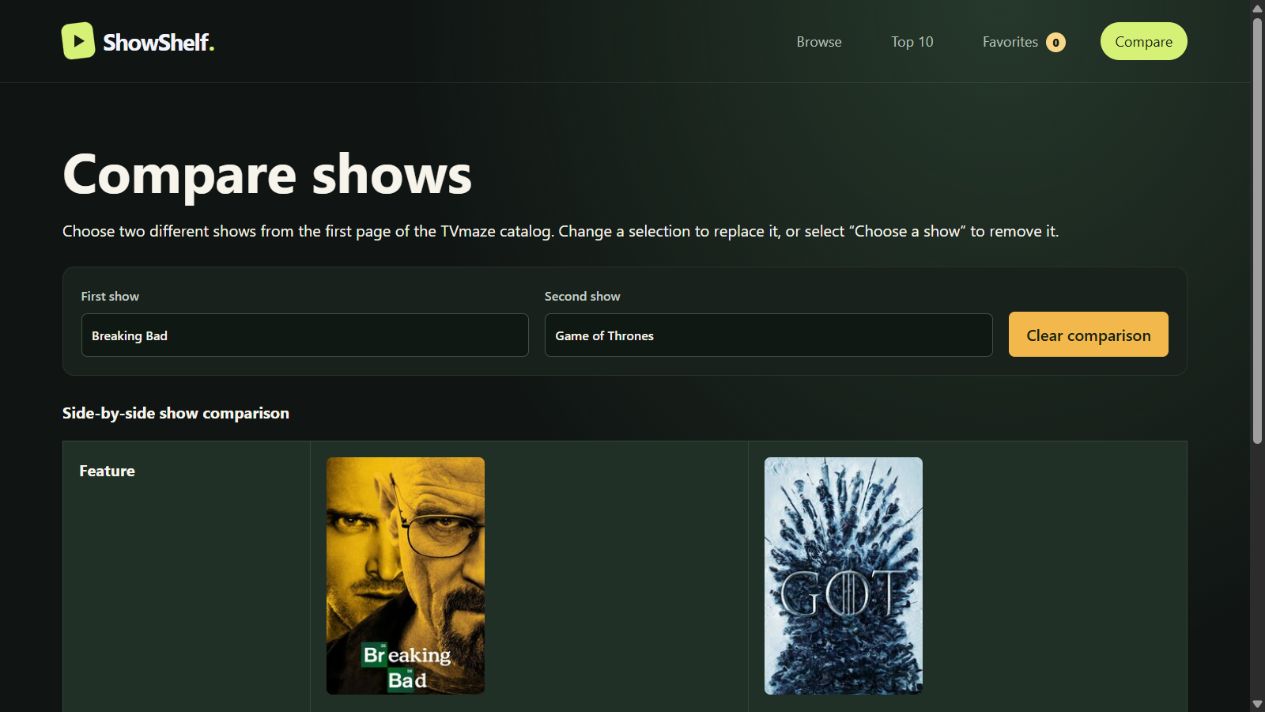 ShowShelf.
Browse
Top 10
Favorites 0
Compare
Compare shows
Choose two different shows from the first page of the TVmaze catalog. Change a selection to replace it, or select “Choose a show” to remove it.
First show
Second show
Breaking Bad
Game of Thrones
Clear comparison
Side-by-side show comparison
Feature
Breaking
Bad
GOT